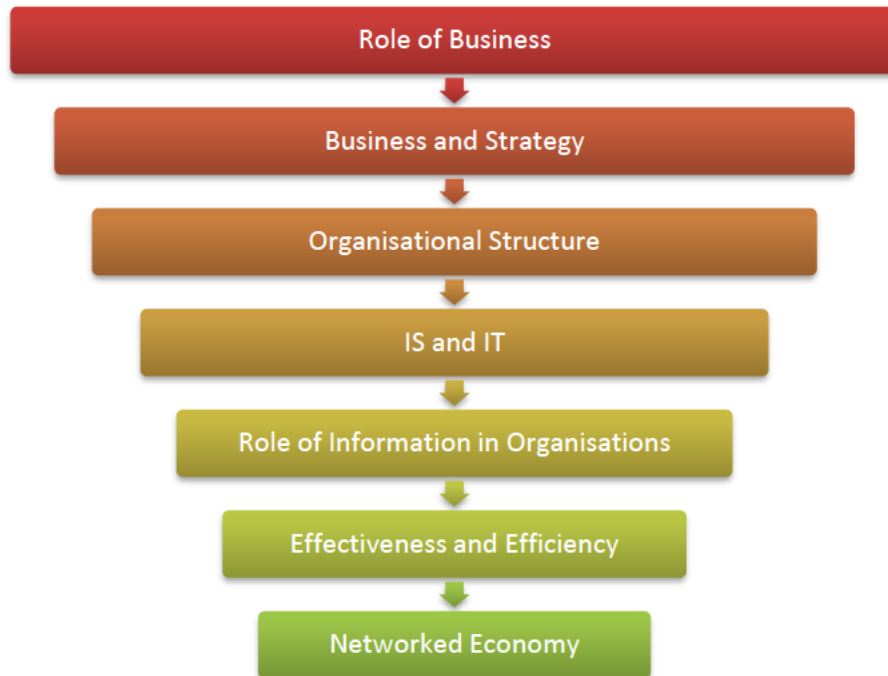 Role of Business
Business and Strategy
Organisational Structure
IS and IT
Role of Information in Organisations
Effectiveness and Efficiency
Networked Economy